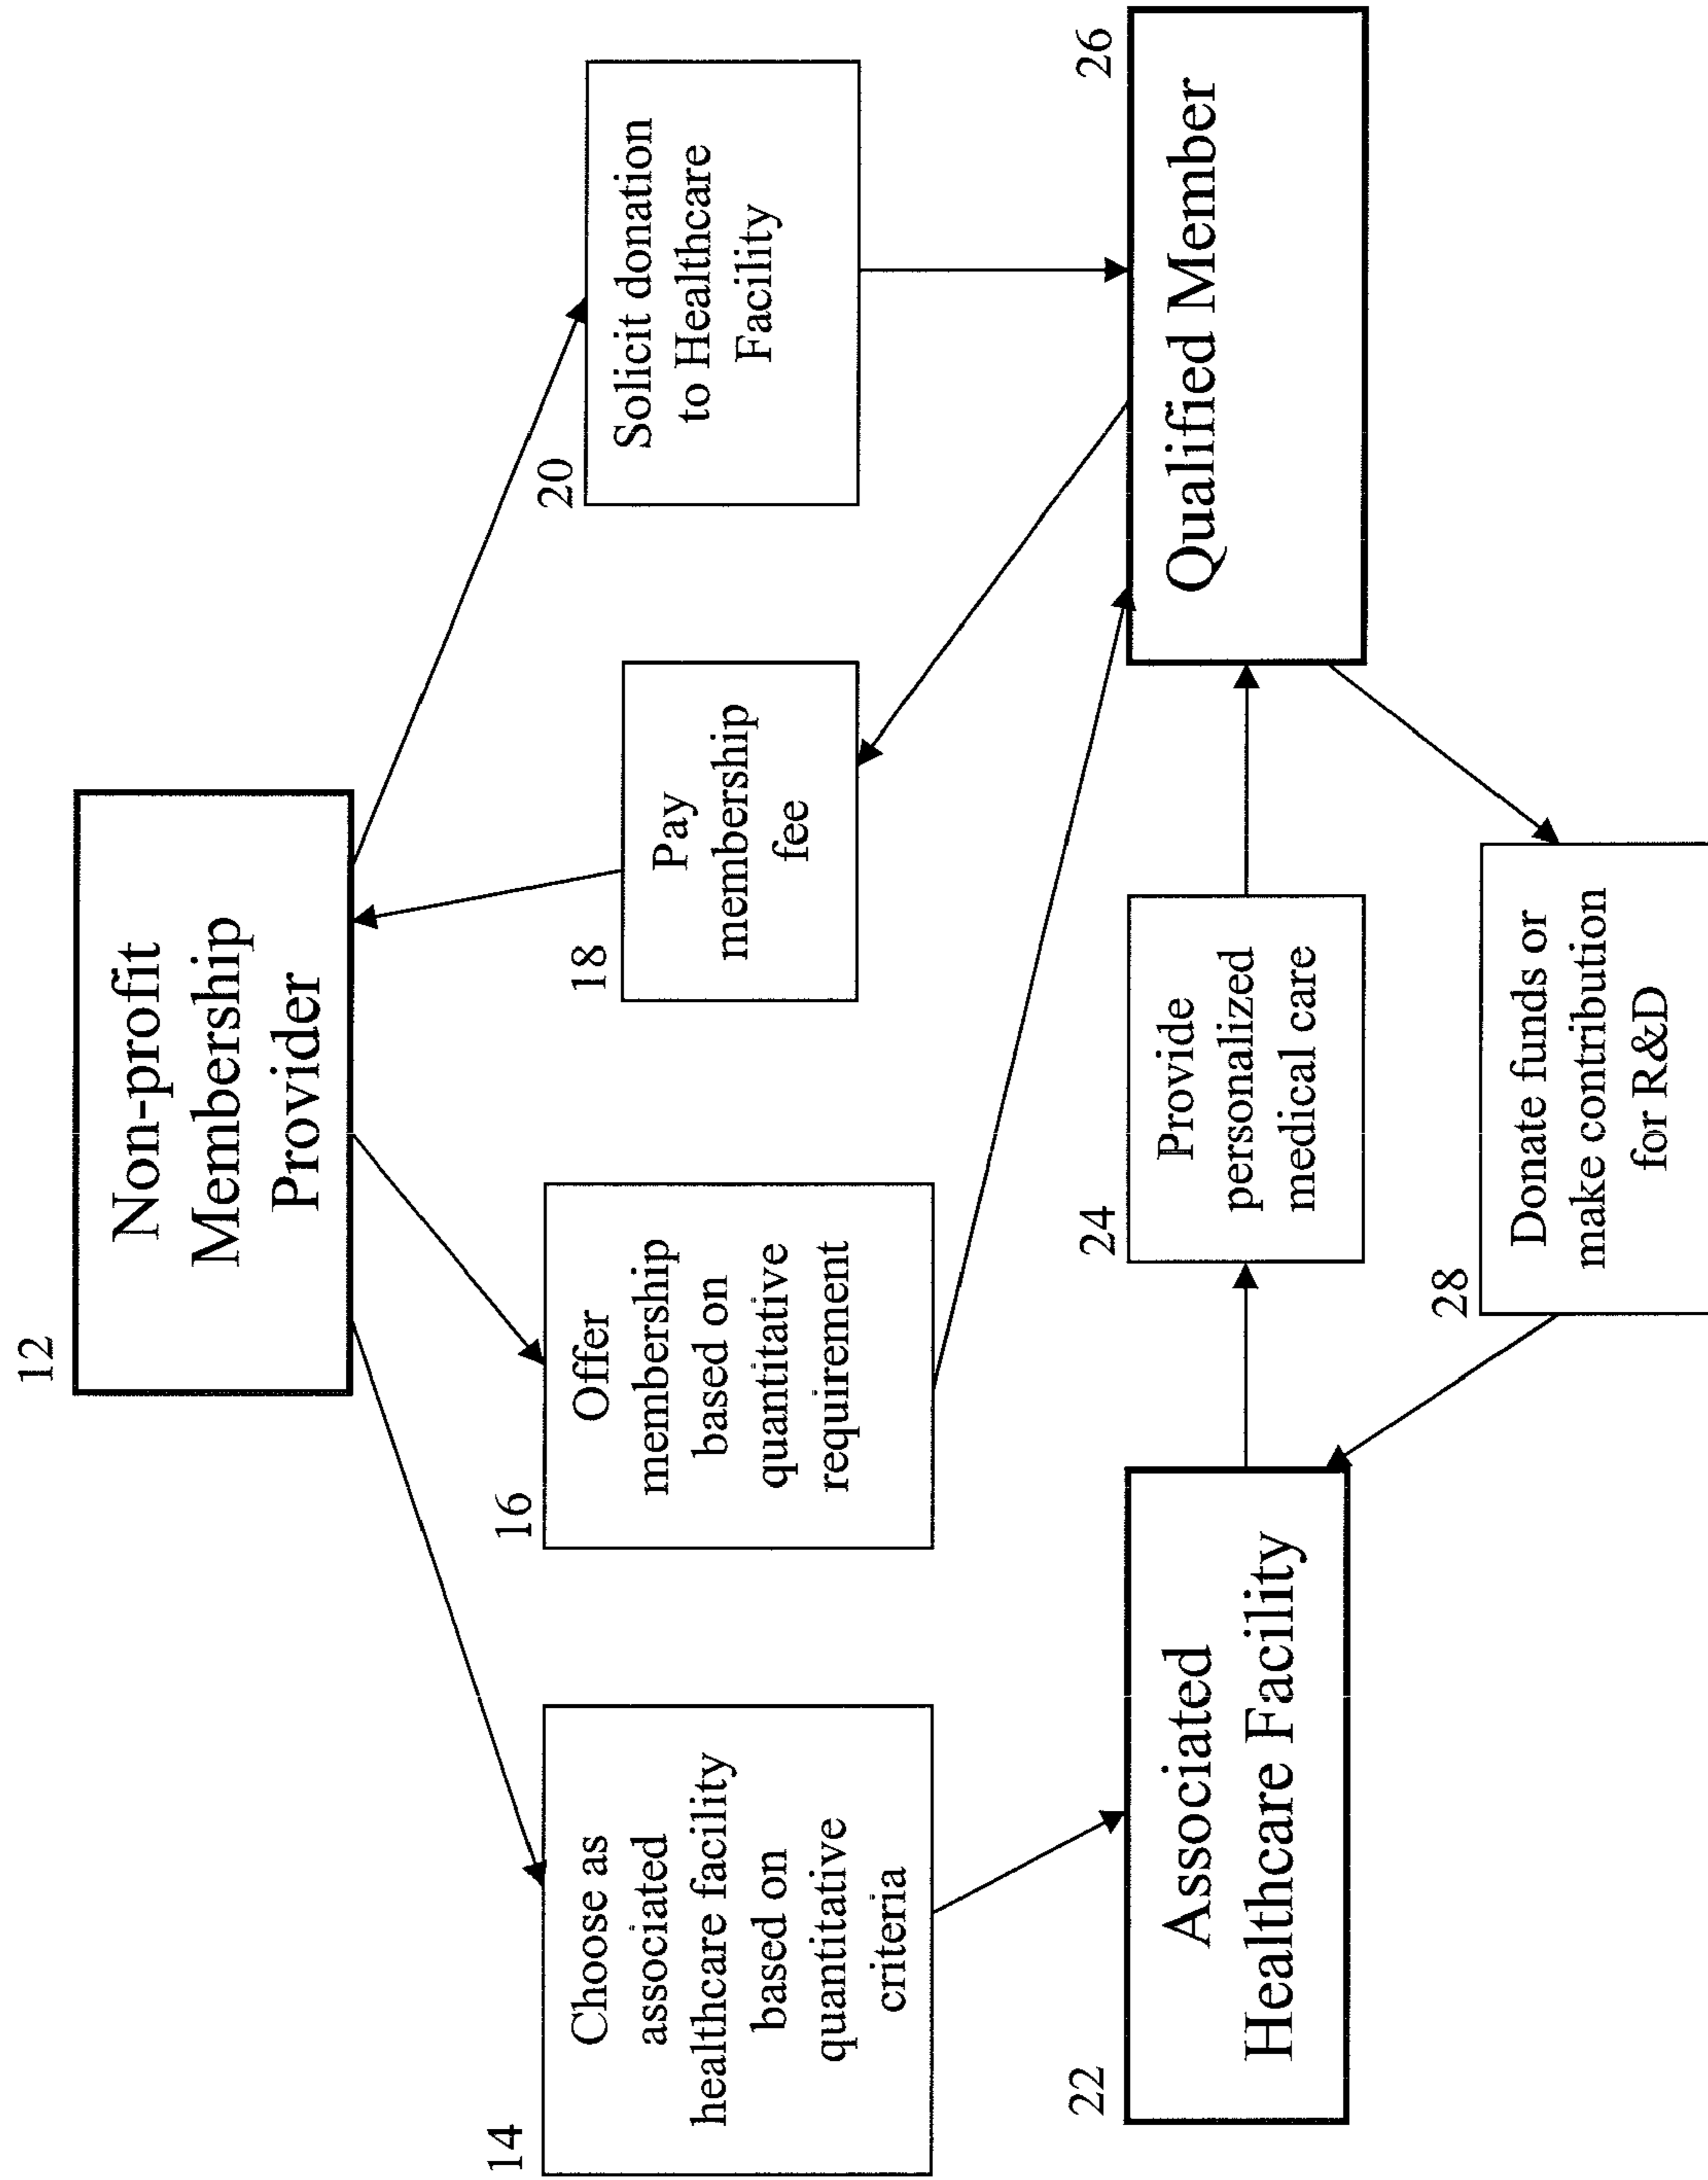 12
Non-profit
Membership
Provider
14
Choose as
associated
healthcare facility
based on
quantitative
criteria
16
Offer
membership
based on
quantitative
requirement
18
Pay
membership
fee
20
Solicit donation
to Healthcare
Facility
22
Associated
Healthcare Facility
24
Provide
personalized
medical care
26
Qualified Member
28
Donate funds or
make contribution
for R&D